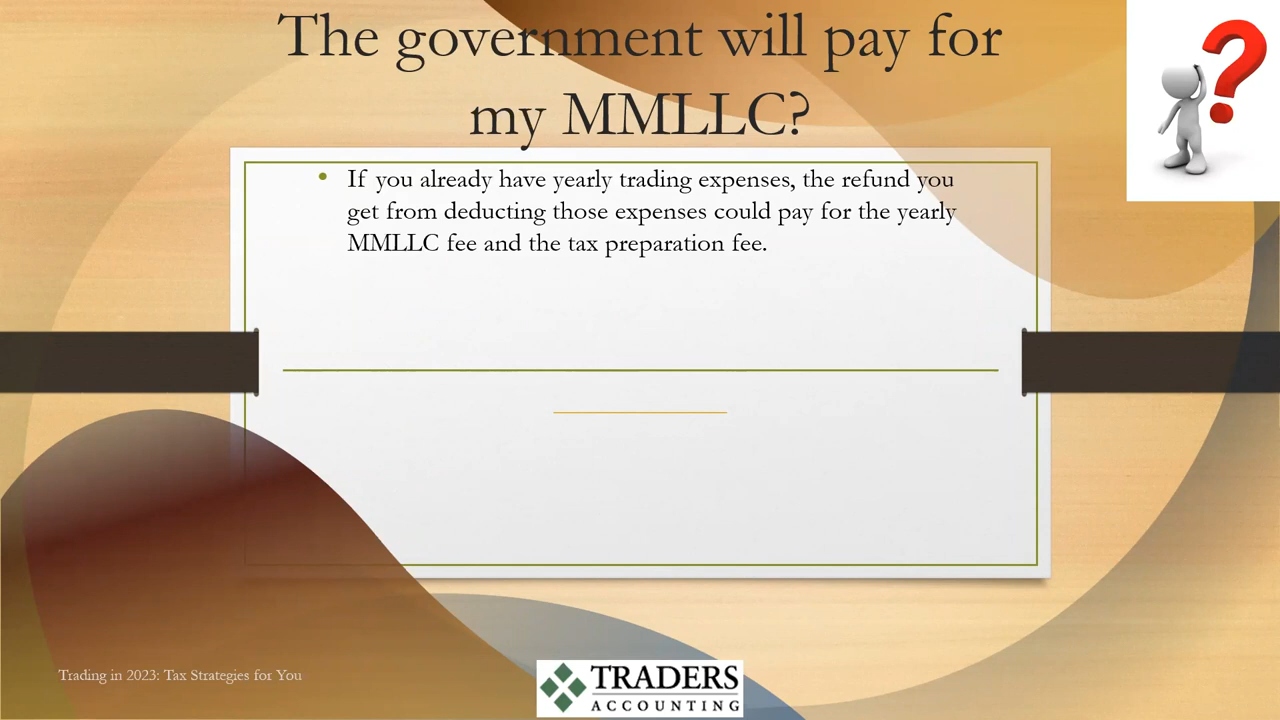 The government will pay for
my MMLLC?
• If you already have yearly trading expenses, the refund you
get from deducting those expenses could pay for the yearly
MMLLC fee and the tax preparation fee.
Trading in 2023: Tax Strategies for You
TRADERS
ACCOUNTING